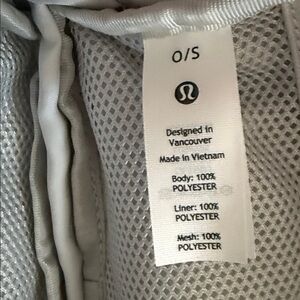 O/S
Designed in
Vancouver
Made in Vietnam
Body: 100%
POLYESTER
Liner: 100%
POLYESTER
Mesh: 100%
POLYESTER